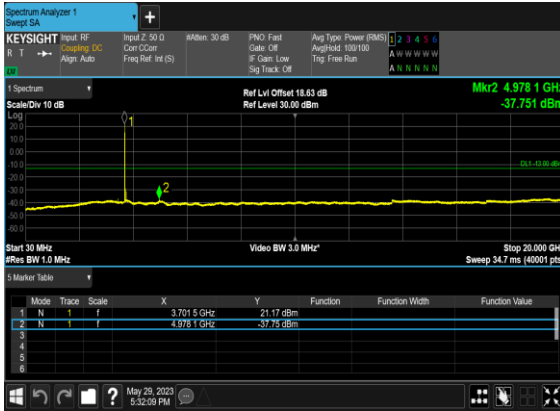 Spectrum Analyzer 1
Swept SA
+
KEYSIGHT Input: RF Input Z: 50 Ω #Atten: 30 dB PNO: Fast Avg Type: Power (RMS) 1 2 3 4 5 6
R T Coupling: DC Corr CCorr Gate: Off Avg|Hold: 100/100 A W W W W W
Align: Auto Freq Ref: Int (S) IF Gain: Low Trig: Free Run
Sig Track: Off A N N N N N
1 Spectrum Ref Lvl Offset 18.63 dB Mkr2 4.978 1 GHz
Scale/Div 10 dB Ref Level 30.00 dBm -37.751 dBm
Log
20.0
10.0
0.00
-10.0
-20.0
-30.0
-40.0
-50.0
-60.0
1
DL1 -13.00 dBm
2
Start 30 MHz Video BW 3.0 MHz* Stop 20.000 GH
#Res BW 1.0 MHz Sweep 34.7 ms (40001 pts
5 Marker Table
Mode Trace Scale X Y Function Function Width Function Value
1 N 1 f 3.701 5 GHz 21.17 dBm
2 N 1 f 4.978 1 GHz -37.75 dBm
3
4
5
6
? May 29, 2023
5:32:09 PM